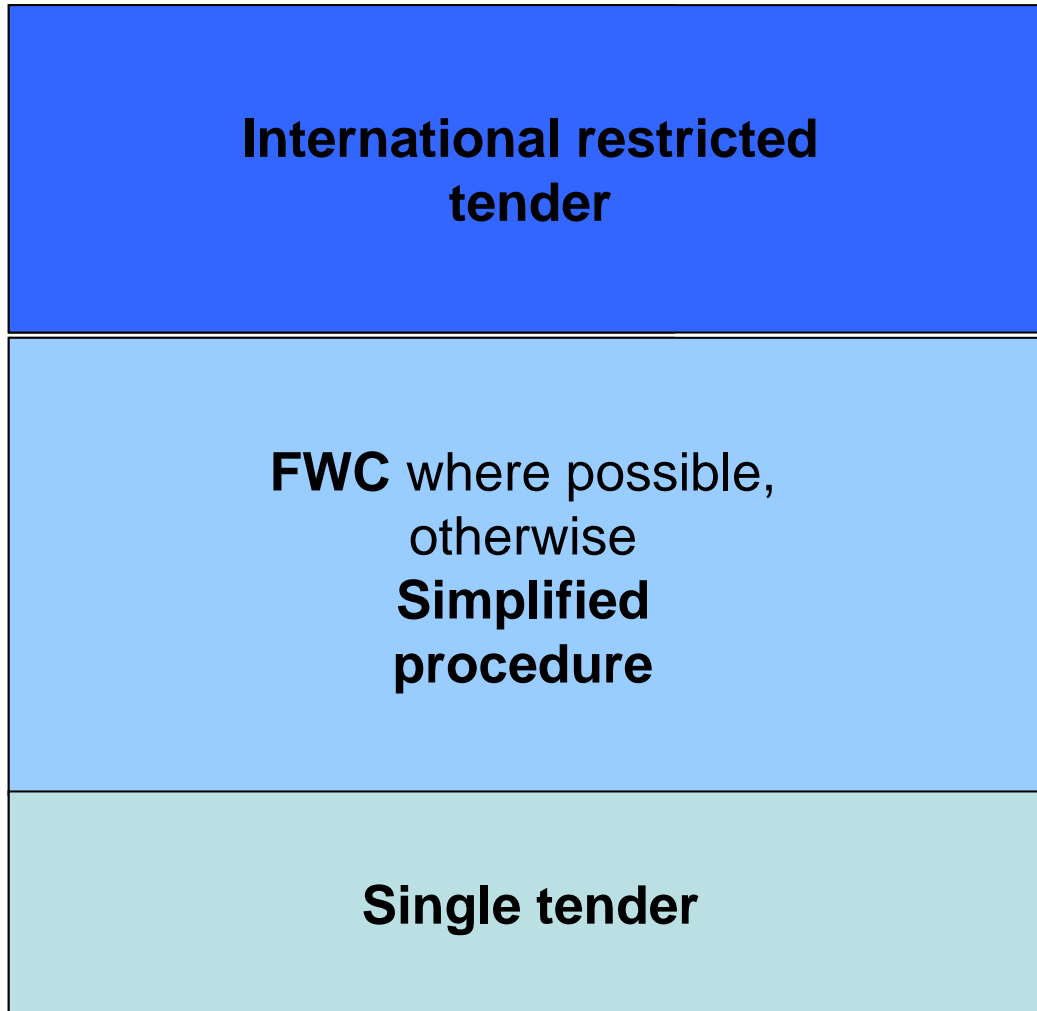 International restricted
tender
FWC where possible,
otherwise
Simplified
procedure
Single tender